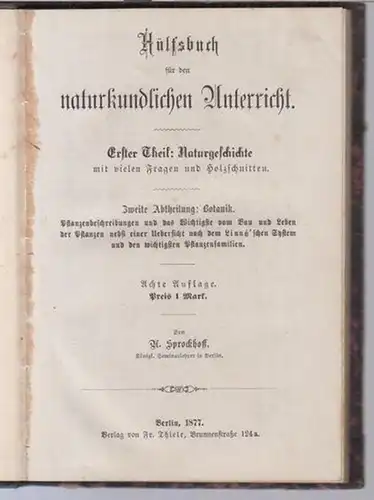 Hülfsbuch
für den
naturkundlichen Unterricht.
Erster Theil: Naturgeschichte
mit vielen Fragen und Holzschnitten.
Zweite Abtheilung: Botanik.
Pflanzenbeschreibungen und das Wichtigste vom Bau und Leben
der Pflanzen nebst einer Uebersicht nach dem Linné'schen System
und den wichtigsten Pflanzenfamilien.
Achte Auflage.
Preis 1 Mark.
Von
A. Sprockhoff.
Königl. Seminarlehrer in Berlin.
Berlin, 1877.
Verlag von Fr. Thiele, Brunnenstraße 124a.